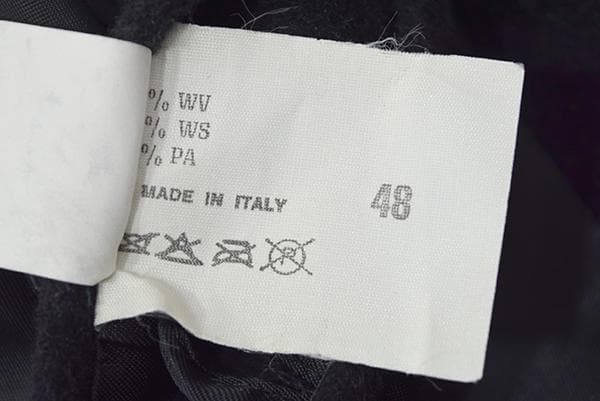 % WV
% WS
% PA
MADE IN ITALY
48